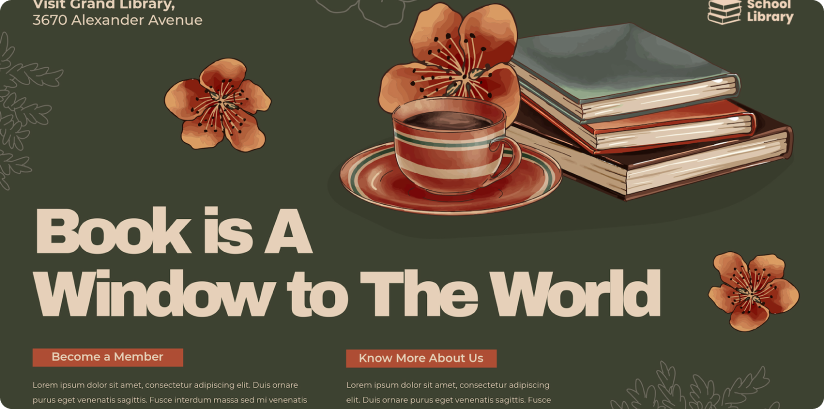 Visit Grand Library,
3670 Alexander Avenue
School
Library
Book is A
Window to The World
Become a Member
Know More About Us
Lorem ipsum dolor sit amet, consectetur adipiscing elit. Duis ornare
purus eget venenatis sagittis. Fusce interdum massa sed mi venenatis
Lorem ipsum dolor sit amet, consectetur adipiscing
elit. Duis ornare purus eget venenatis sagittis. Fusce